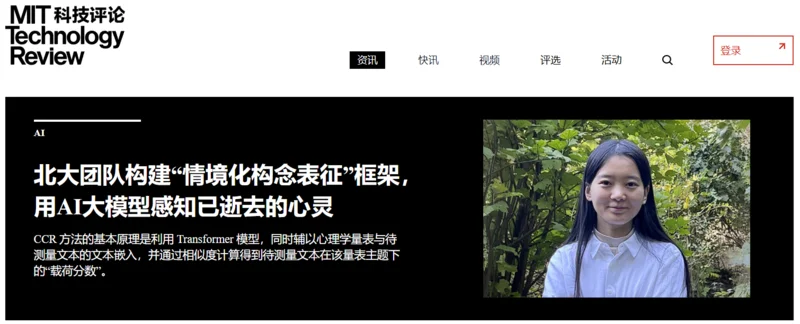 MIT 科技评论
Technology
Review
资讯
快讯
视频
评选
活动
登录
AI
北大团队构建“情境化构念表征”框架，
用AI大模型感知已逝去的心灵
CCR 方法的基本原理是利用 Transformer 模型，同时辅以心理学量表与待
测量文本的文本嵌入，并通过相似度计算得到待测量文本在该量表主题下
的“载荷分数”。